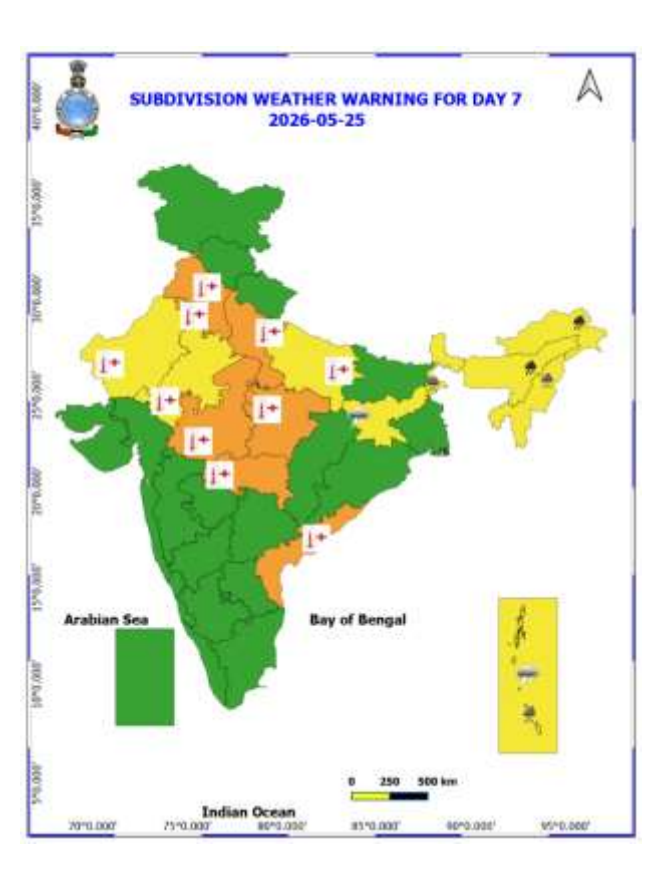 SUBDIVISION WEATHER WARNING FOR DAY 7
2026-05-25
40°0.000'
35°0.000'
30°0.000'
25°0.000'
20°0.000'
15°0.000'
10°0.000'
5°0.000'
Arabian Sea
Bay of Bengal
0 250 500 km
Indian Ocean
70°0.000' 75°0.000' 80°0.000' 85°0.000' 90°0.000' 95°0.000'